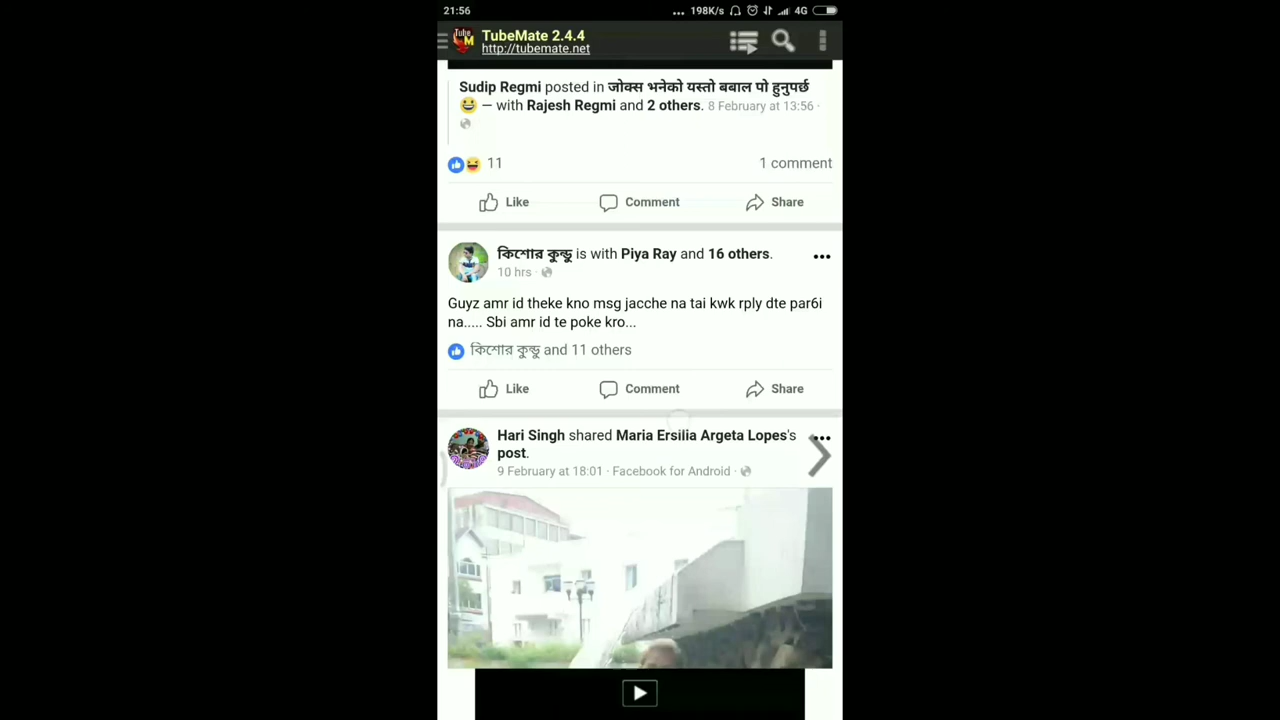 21:56
... 198K/s 4G
TubeMate 2.4.4
http://tubemate.net
Sudip Regmi posted in जोक्स भनेको यस्तो बबाल पो हुनुपर्छ
😀 — with Rajesh Regmi and 2 others. 8 February at 13:56 ·
11
1 comment
Like Comment Share
কিশোর কুন্ডু is with Piya Ray and 16 others.
10 hrs ·
Guyz amr id theke kno msg jacche na tai kwk rply dte par6i
na..... Sbi amr id te poke kro...
কিশোর কুন্ডু and 11 others
Like Comment Share
Hari Singh shared Maria Ersilia Argeta Lopes's
post.
9 February at 18:01 · Facebook for Android ·